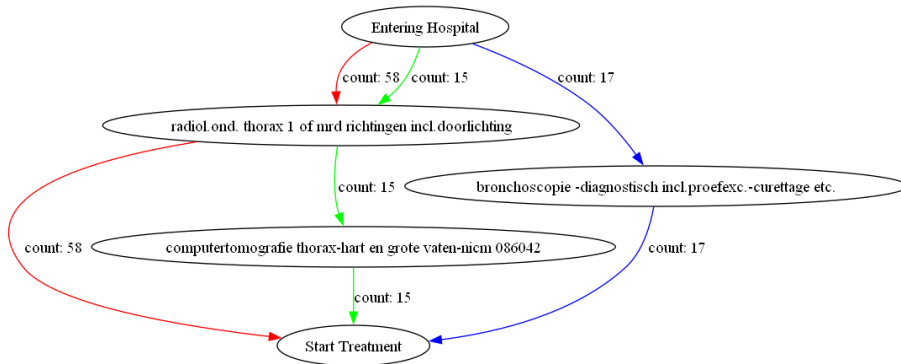 Entering Hospital
count: 58
count: 15
count: 17
radiol.ond. thorax 1 of mrd richtingen incl.doorlichting
count: 15
bronchoscopie -diagnostisch incl.proefexc.-curettage etc.
count: 58
computertomografie thorax-hart en grote vaten-nicm 086042
count: 17
count: 15
Start Treatment